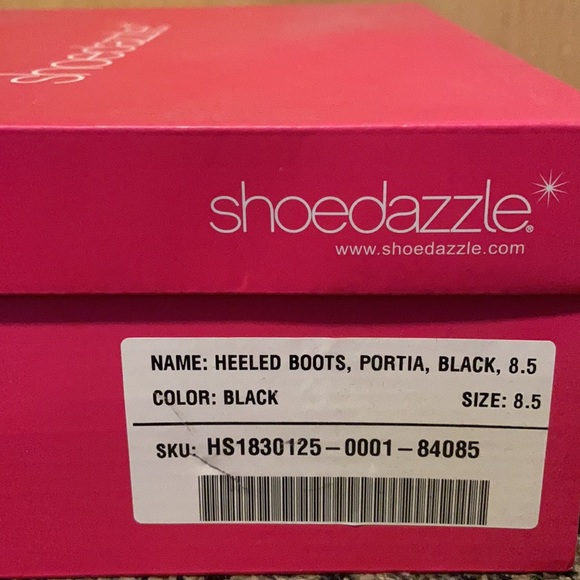 shoedazzle
shoedazzle®
www.shoedazzle.com
NAME: HEELED BOOTS, PORTIA, BLACK, 8.5
COLOR: BLACK SIZE: 8.5
SKU: HS1830125-0001-84085